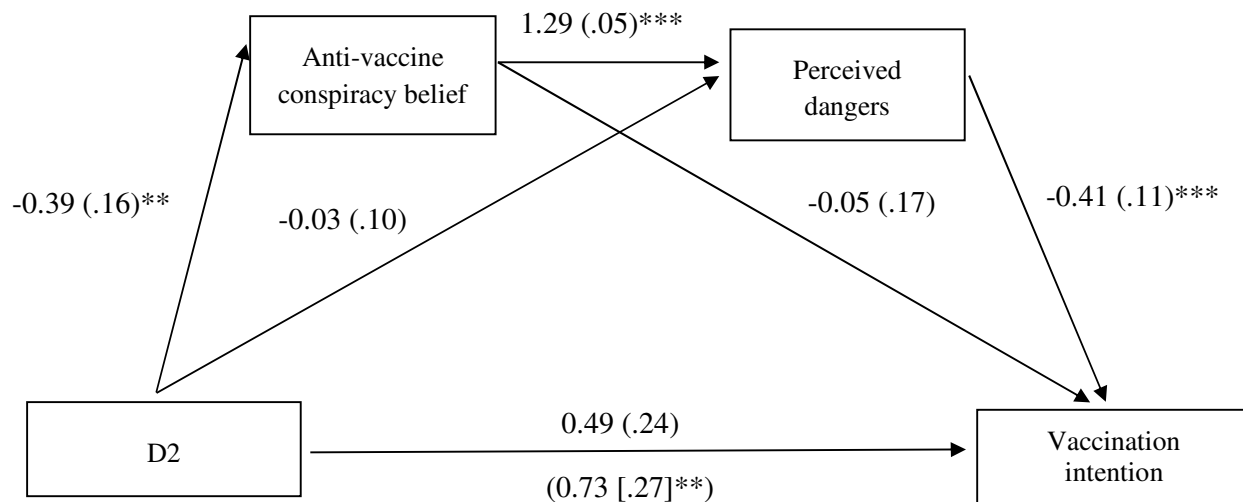 1.29 (.05)***
Anti-vaccine
conspiracy belief
Perceived
dangers
-0.39 (.16)**
-0.03 (.10)
-0.05 (.17)
-0.41 (.11)***
D2
0.49 (.24)
(0.73 [.27]**)
Vaccination
intention